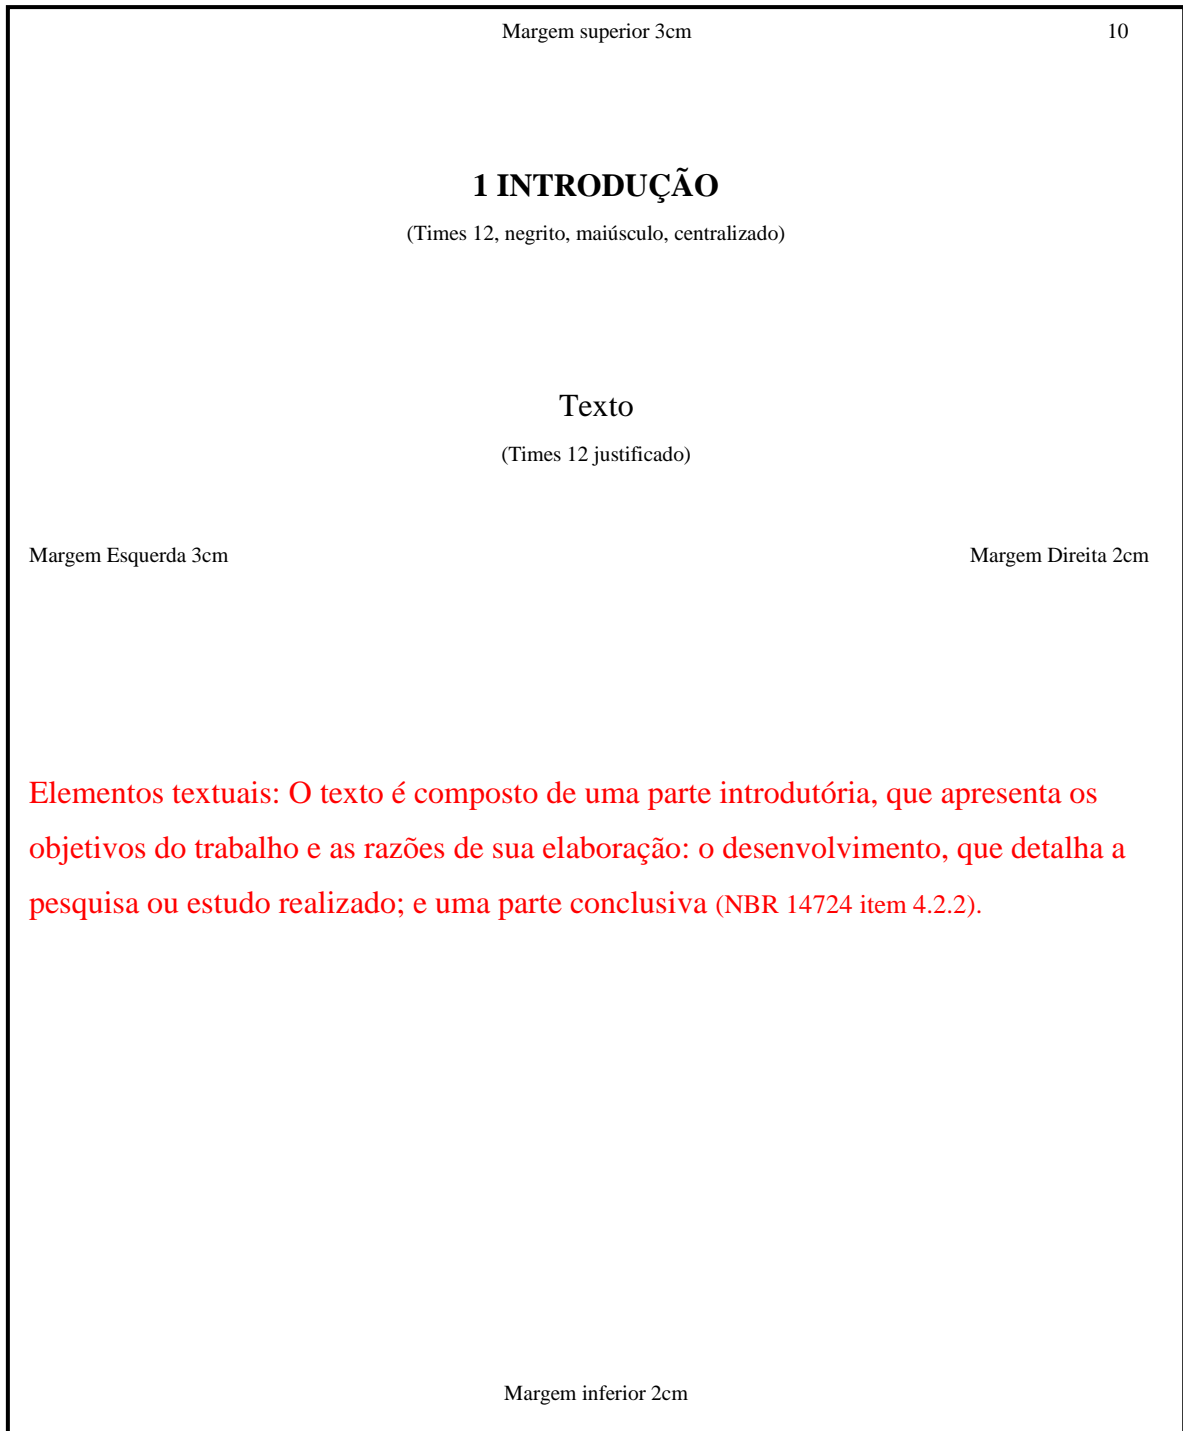 Margem superior 3cm 10
1 INTRODUÇÃO
(Times 12, negrito, maiúsculo, centralizado)
Texto
(Times 12 justificado)
Margem Esquerda 3cm Margem Direita 2cm
Elementos textuais: O texto é composto de uma parte introdutória, que apresenta os
objetivos do trabalho e as razões de sua elaboração: o desenvolvimento, que detalha a
pesquisa ou estudo realizado; e uma parte conclusiva (NBR 14724 item 4.2.2).
Margem inferior 2cm